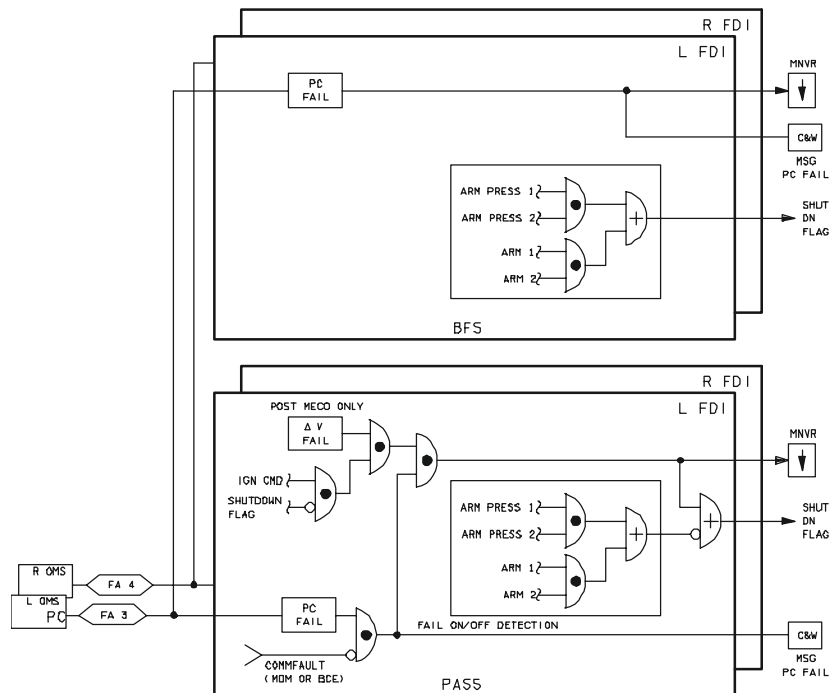 R FDI
L FDI
PC
FAIL
MNVR
C&W
MSG
PC FAIL
ARM PRESS 1
ARM PRESS 2
ARM 1
ARM 2
SHUT
DN
FLAG
BFS
R FDI
L FDI
POST MECO ONLY
Δ V
FAIL
IGN CMD
SHUTDOWN
FLAG
MNVR
ARM PRESS 1
ARM PRESS 2
ARM 1
ARM 2
SHUT
DN
FLAG
R OMS
FA 4
L OMS
PC
FA 3
PC
FAIL
FAIL ON/OFF DETECTION
COMMFAULT
(MDM OR BCE)
C&W
MSG
PC FAIL
PASS